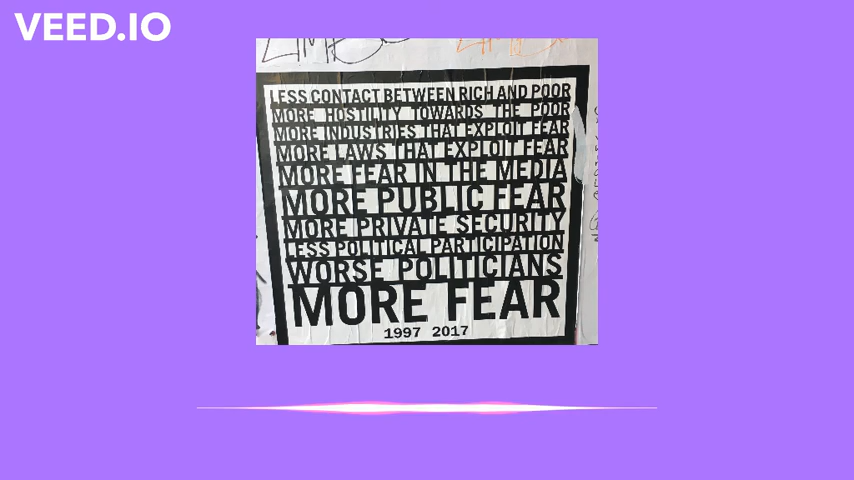 VEED.IO
LESS CONTACT BETWEEN RICH AND POOR
MORE HOSTILITY TOWARDS THE POOR
MORE INDUSTRIES THAT EXPLOIT FEAR
MORE LAWS THAT EXPLOIT FEAR
MORE FEAR IN THE MEDIA
MORE PUBLIC FEAR
MORE PRIVATE SECURITY
LESS POLITICAL PARTICIPATION
WORSE POLITICIANS
MORE FEAR
1997 2017